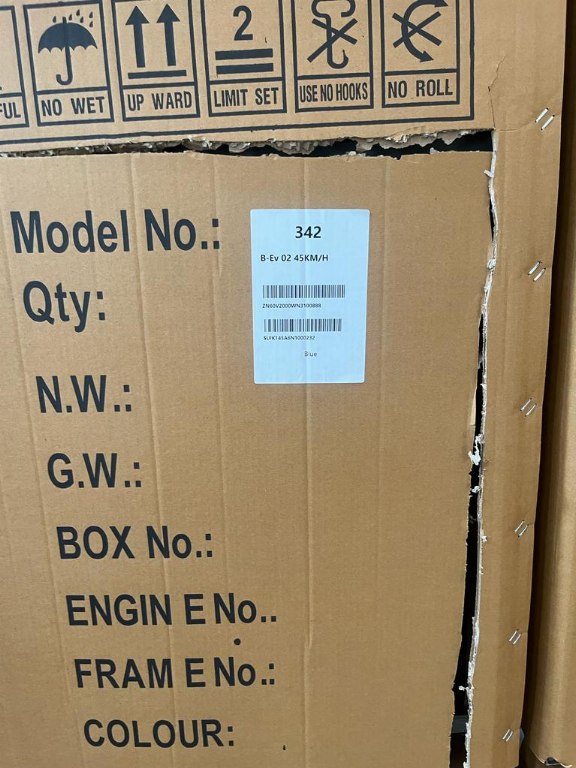 FUL
NO WET
UP WARD
2
LIMIT SET
USE NO HOOKS
NO ROLL
Model No.:
342
B-Ev 02 45KM/H
Qty:
ZN60V2000WN3100888
Blue
N.W.:
G.W.:
BOX No.:
ENGIN E No..
FRAM E No.:
COLOUR: